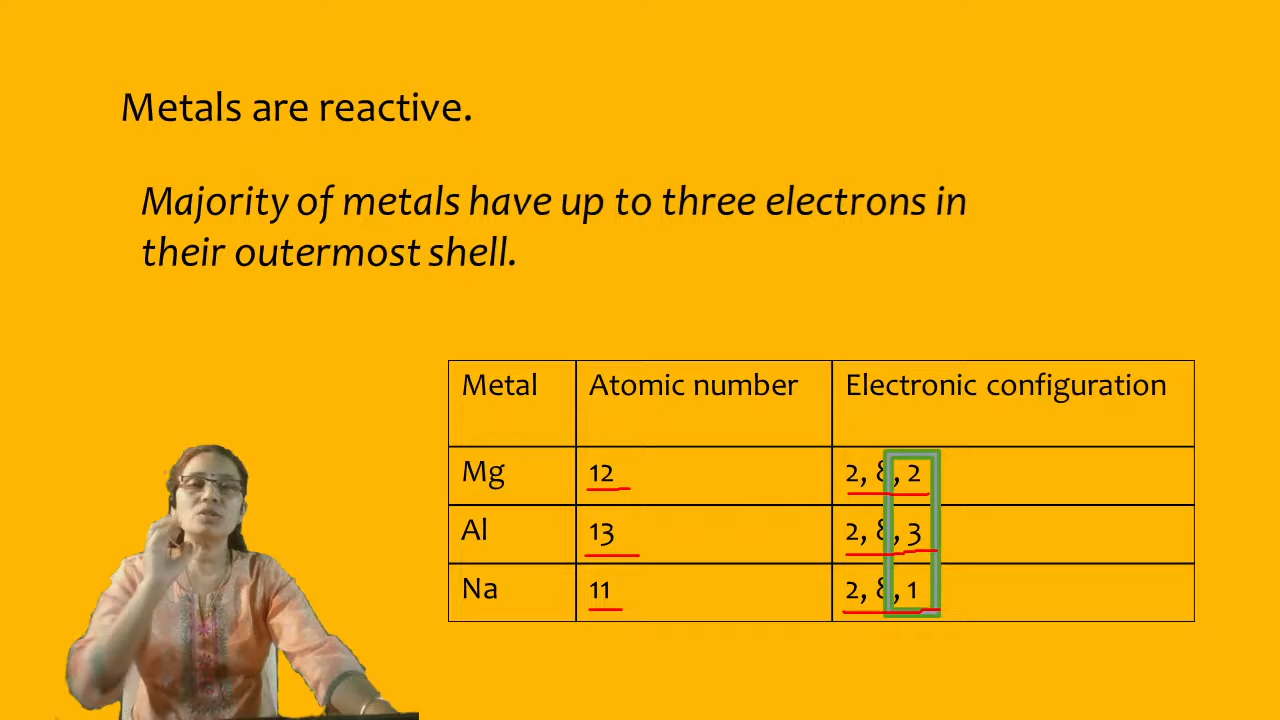 Metals are reactive.
Majority of metals have up to three electrons in
their outermost shell.
Metal Atomic number Electronic configuration
Mg 12 2, 8, 2
Al 13 2, 8, 3
Na 11 2, 8, 1